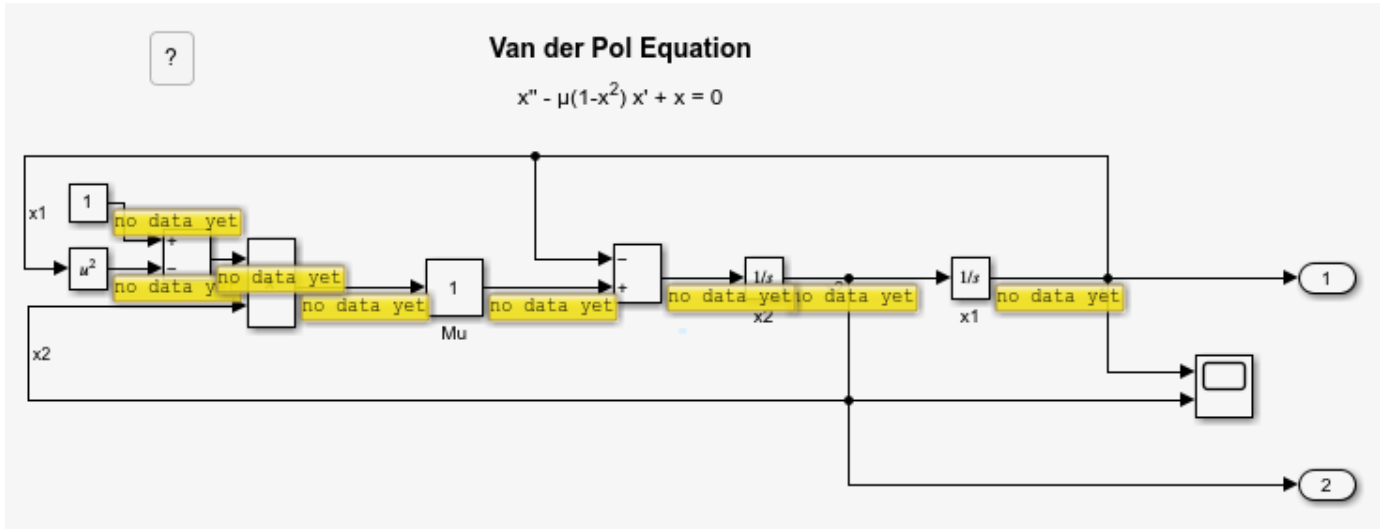 ?
Van der Pol Equation
x" - μ(1-x²) x' + x = 0
x1
1
no data yet
+
u²
−
no data y
no data yet
no data yet
1
Mu
no data yet
−
+
1/s
no data yet
x2
no data yet
1/s
x1
no data yet
1
x2
2